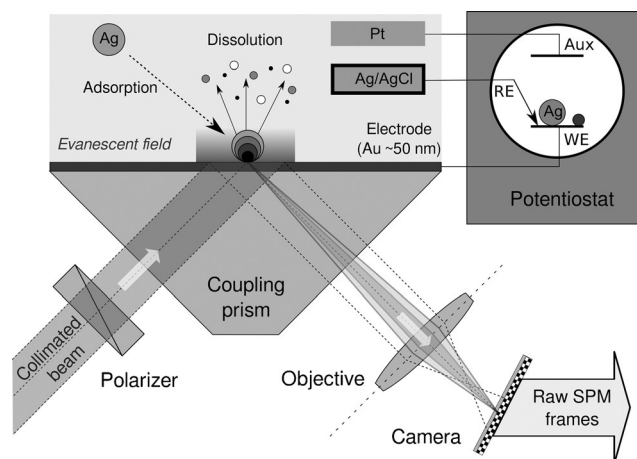 Ag
Dissolution
Adsorption
Evanescent field
Pt
Ag/AgCl
Electrode
(Au ~50 nm)
Aux
RE
Ag
WE
Potentiostat
Coupling
prism
Collimated
beam
Polarizer
Objective
Camera
Raw SPM
frames